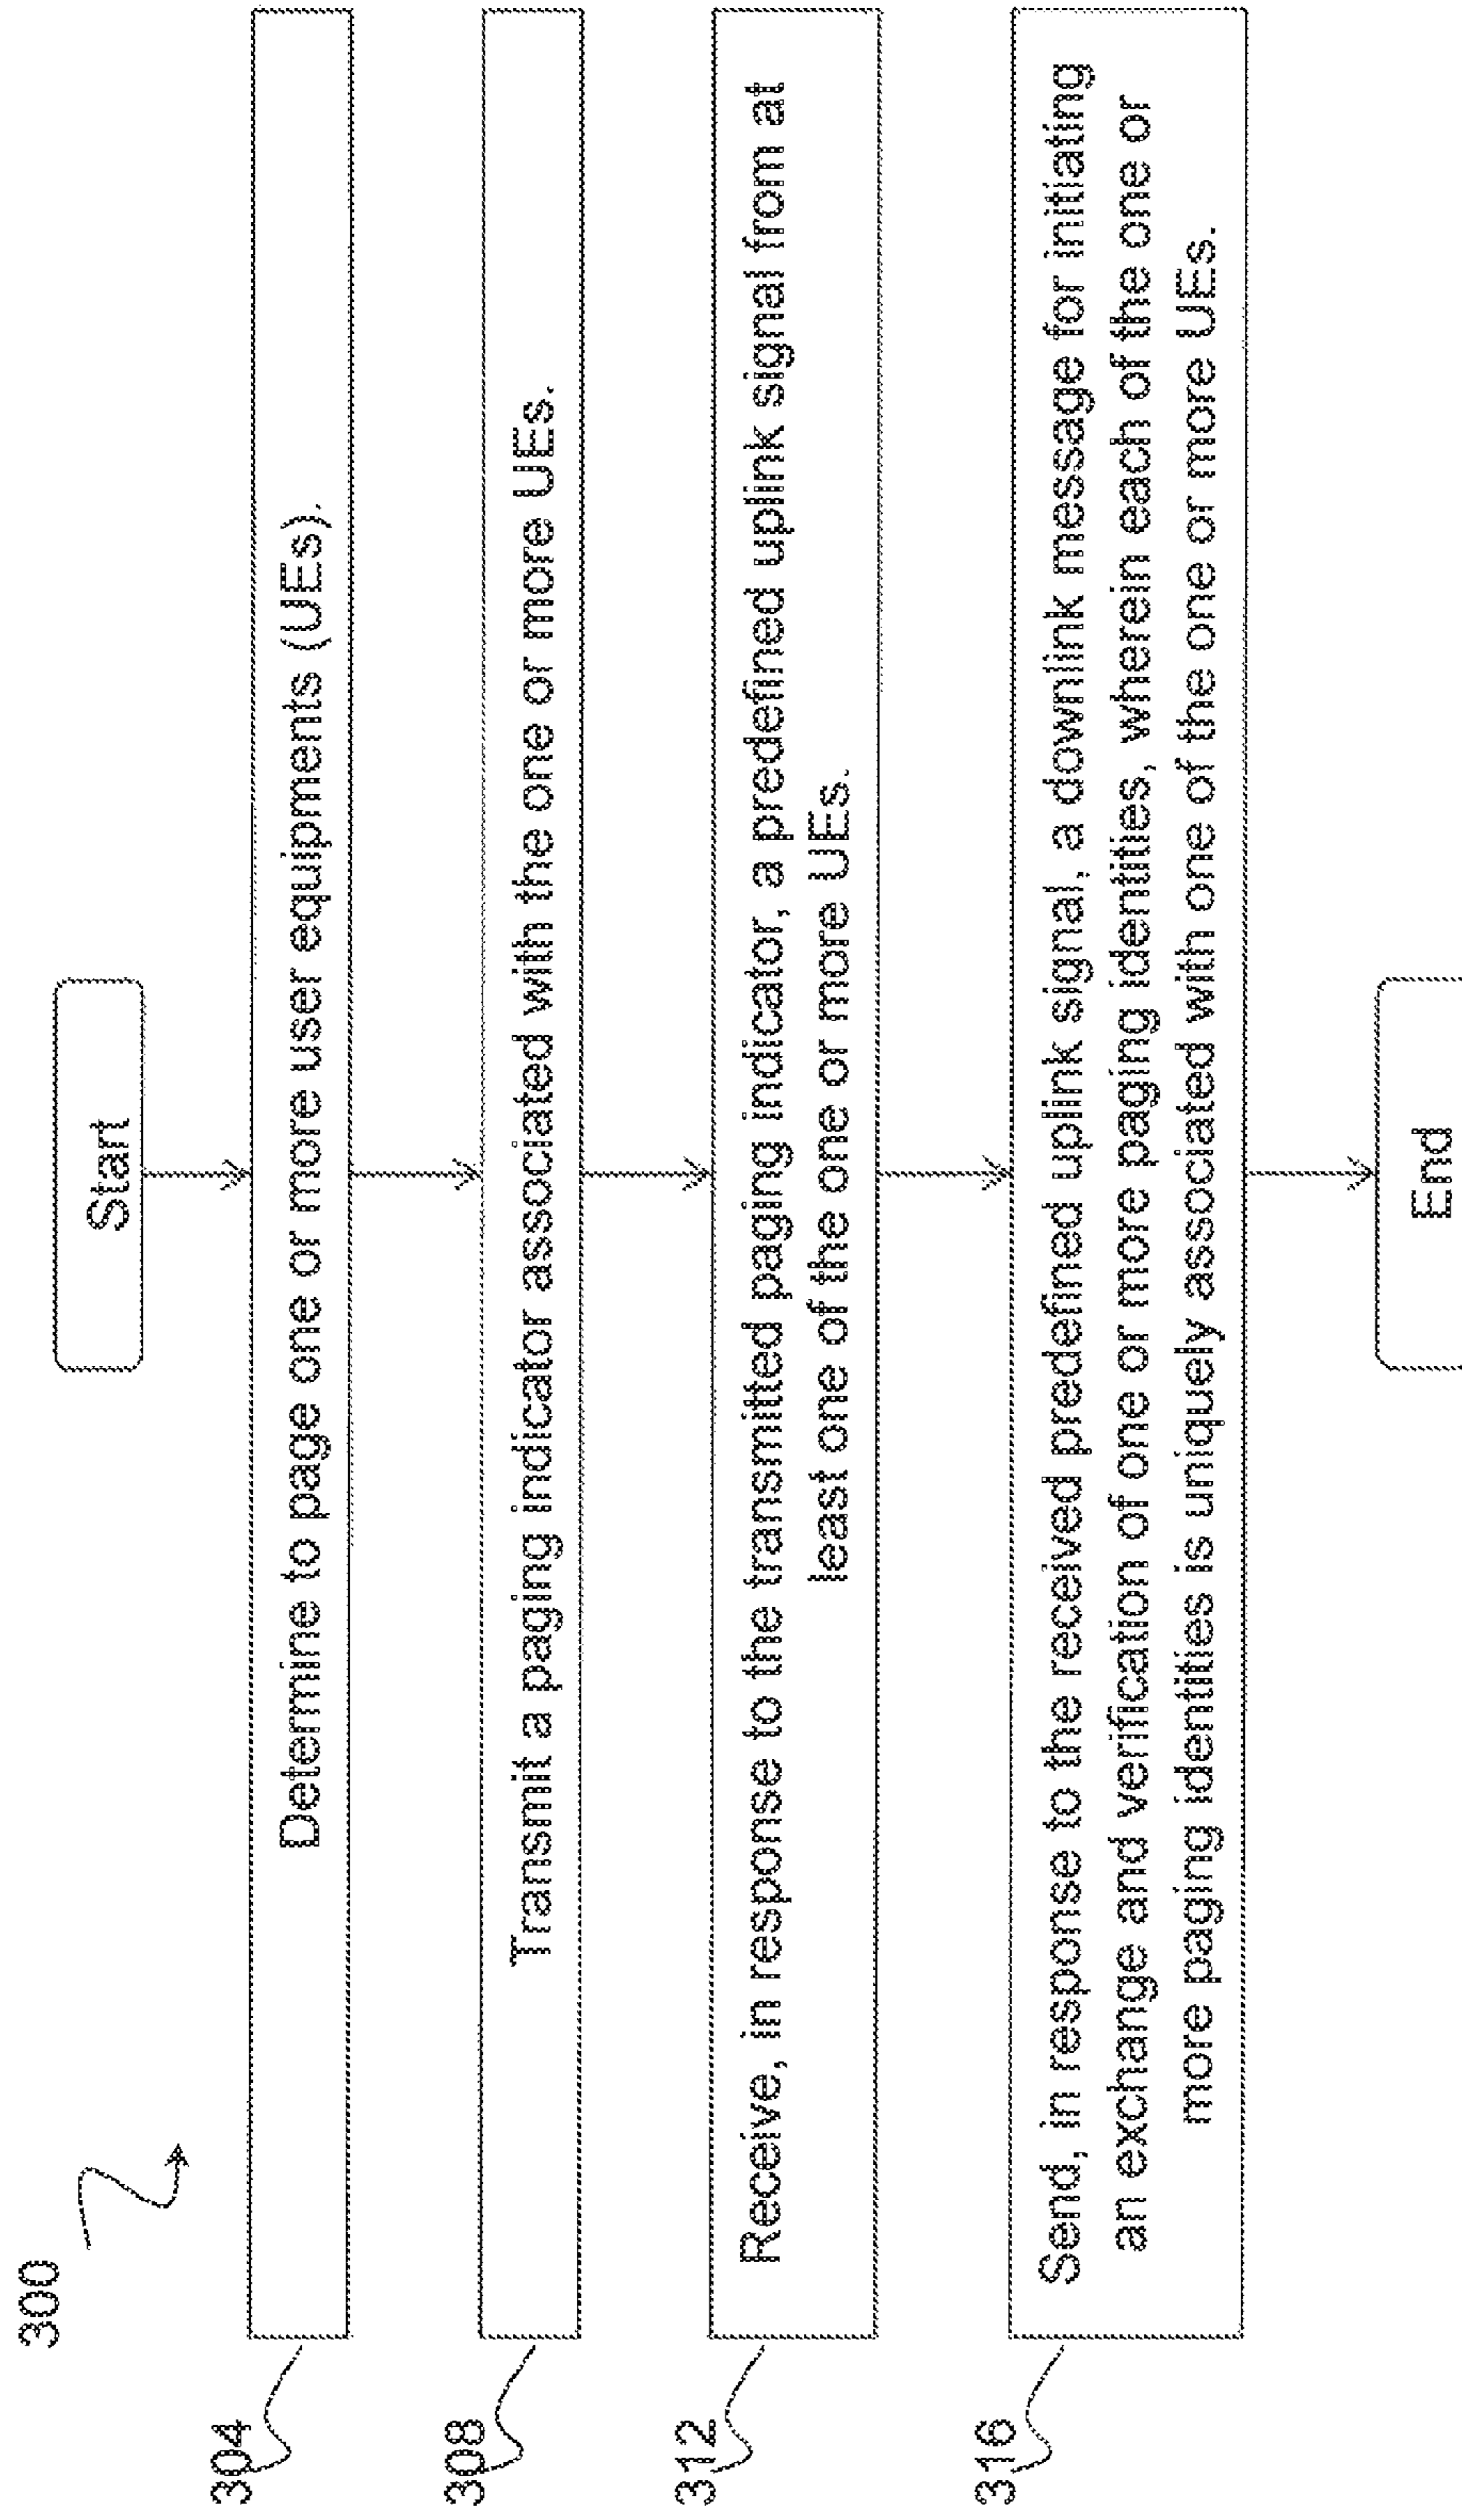 300
Start
304
Determine to page one or more user equipments (UEs).
308
Transmit a paging indicator associated with the one or more UEs.
312
Receive, in response to the transmitted paging indicator, a predefined uplink signal from at
least one of the one or more UEs.
316
Send, in response to the received predefined uplink signal, a downlink message for initiating
an exchange and verification of one or more paging identities, wherein each of the one or
more paging identities is uniquely associated with one of the one or more UEs.
End